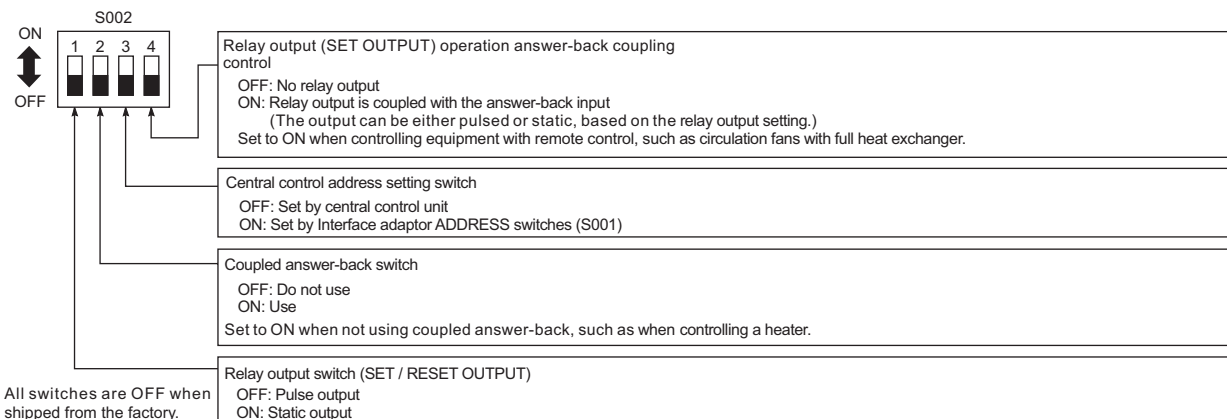 S002
ON
1 2 3 4
OFF
Relay output (SET OUTPUT) operation answer-back coupling
control
OFF: No relay output
ON: Relay output is coupled with the answer-back input
(The output can be either pulsed or static, based on the relay output setting.)
Set to ON when controlling equipment with remote control, such as circulation fans with full heat exchanger.
Central control address setting switch
OFF: Set by central control unit
ON: Set by Interface adaptor ADDRESS switches (S001)
Coupled answer-back switch
OFF: Do not use
ON: Use
Set to ON when not using coupled answer-back, such as when controlling a heater.
Relay output switch (SET / RESET OUTPUT)
OFF: Pulse output
ON: Static output
All switches are OFF when
shipped from the factory.